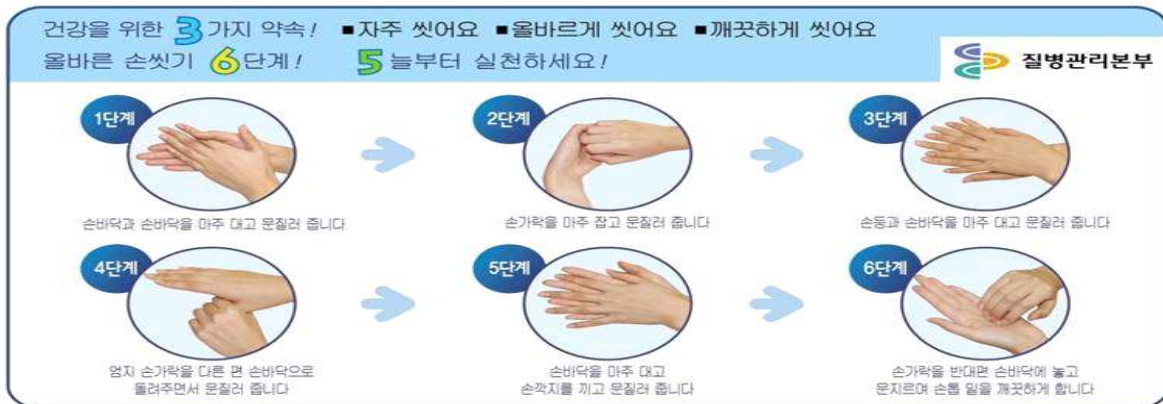 건강을 위한 3가지 약속! ■자주 씻어요 ■올바르게 씻어요 ■깨끗하게 씻어요
올바른 손씻기 6단계! 5늘부터 실천하세요!
질병관리본부
1단계
2단계
3단계
손바닥과 손바닥을 마주 대고 문질러 줍니다
손가락을 마주 잡고 문질러 줍니다
손등과 손바닥을 마주 대고 문질러 줍니다
4단계
5단계
6단계
엄지 손가락을 다른 편 손바닥으로
돌려주면서 문질러 줍니다
손바닥을 마주 대고
손깍지를 끼고 문질러 줍니다
손가락을 반대편 손바닥에 놓고
문지르며 손톱 밑을 깨끗하게 합니다